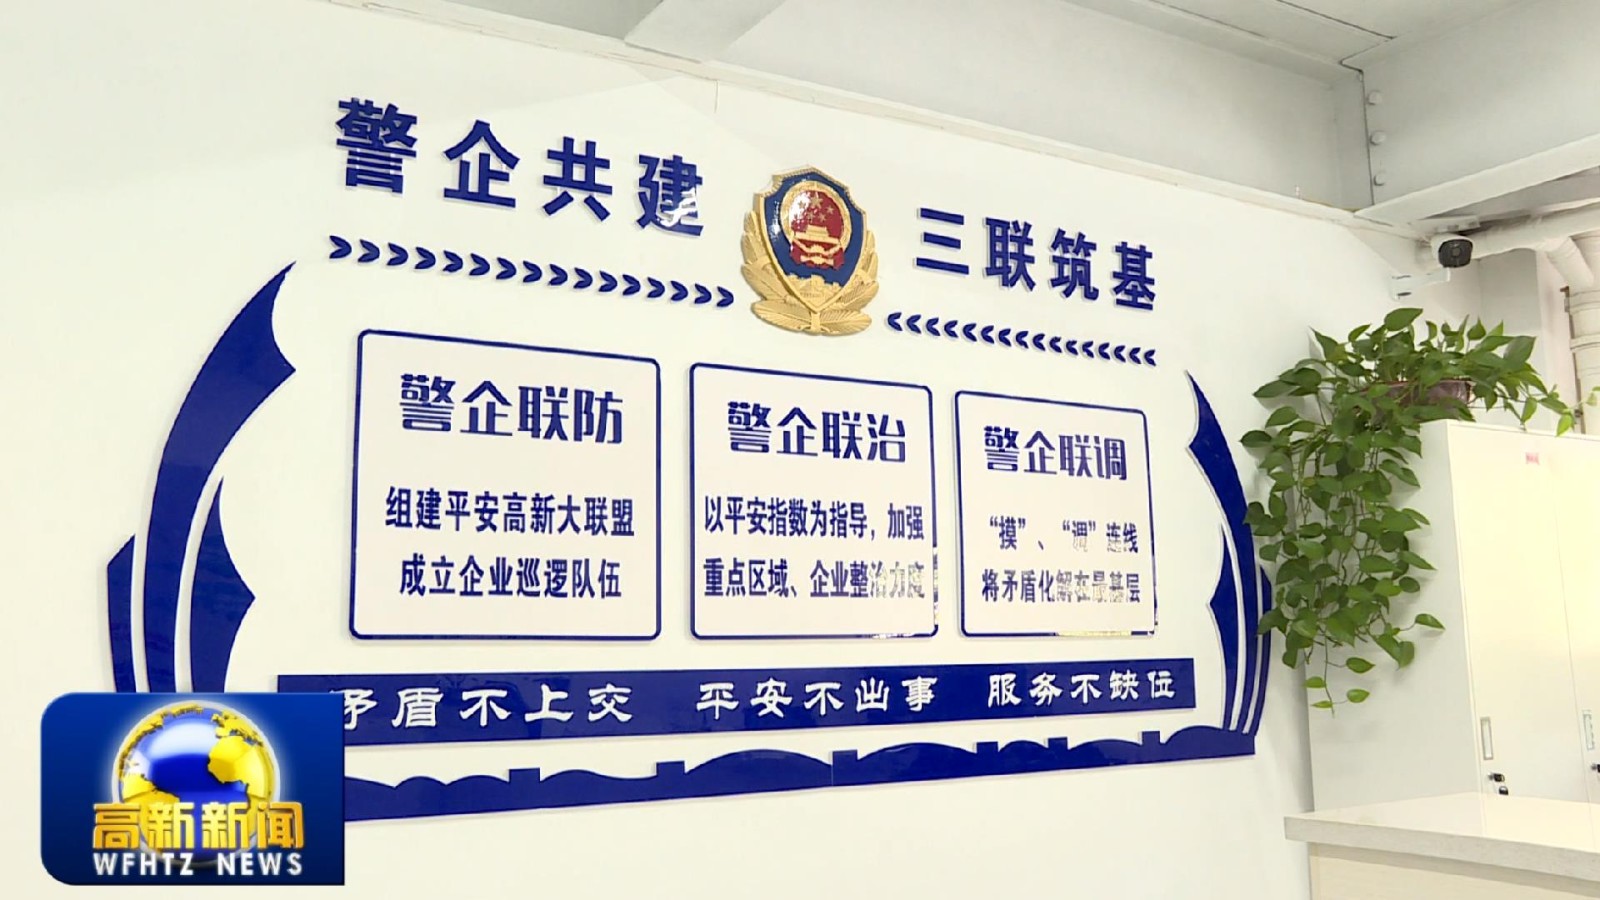 警企共建
三联筑基
警企联防
组建平安高新大联盟
成立企业巡逻队伍
警企联治
以平安指数为指导，加强
重点区域、企业整治力度
警企联调
“摸”、“调”连线
将矛盾化解在最基层
矛盾不上交 平安不出事 服务不缺位
高新新闻
WFHTZ NEWS